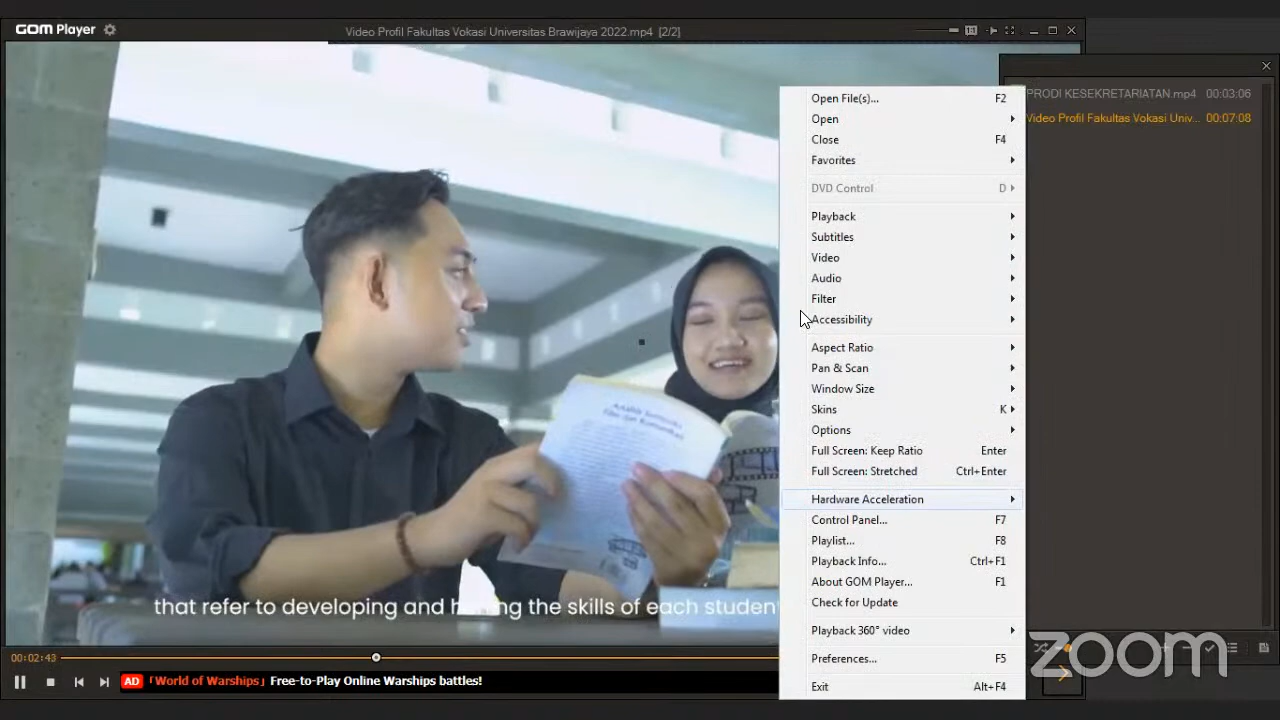 GOM Player
Video Profil Fakultas Vokasi Universitas Brawijaya 2022.mp4 [2/2]
PRODI KESEKRETARIATAN.mp4 00:03:06
Video Profil Fakultas Vokasi Univ... 00:07:08
Open File(s)... F2
Open
Close F4
Favorites
DVD Control D
Playback
Subtitles
Video
Audio
Filter
Accessibility
Aspect Ratio
Pan & Scan
Window Size
Skins K
Options
Full Screen: Keep Ratio Enter
Full Screen: Stretched Ctrl+Enter
Hardware Acceleration
Control Panel... F7
Playlist... F8
Playback Info... Ctrl+F1
About GOM Player... F1
Check for Update
Playback 360° video
Preferences... F5
Exit Alt+F4
that refer to developing and honing the skills of each student
00:02:43
AD 「World of Warships」 Free-to-Play Online Warships battles!
zoom